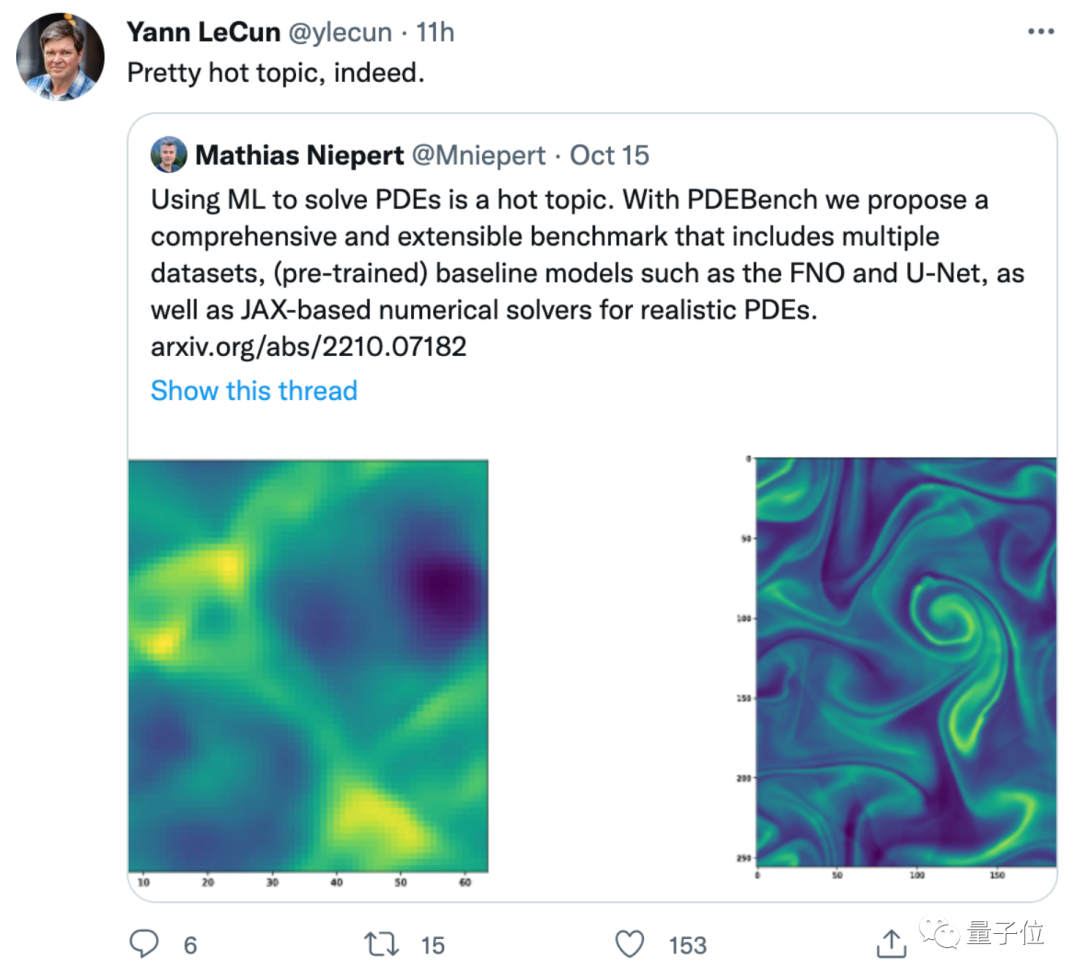 Yann LeCun @ylecun · 11h
Pretty hot topic, indeed.
Mathias Niepert @Mniepert · Oct 15
Using ML to solve PDEs is a hot topic. With PDEBench we propose a
comprehensive and extensible benchmark that includes multiple
datasets, (pre-trained) baseline models such as the FNO and U-Net, as
well as JAX-based numerical solvers for realistic PDEs.
arxiv.org/abs/2210.07182
Show this thread
0
50
100
150
200
250
10 20 30 40 50 60
0 50 100 150
6 15 153
量子位